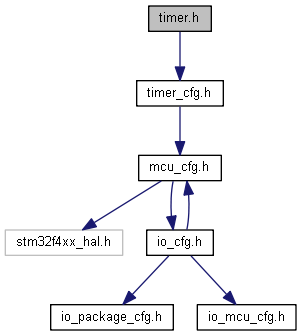 timer.h
timer_cfg.h
mcu_cfg.h
stm32f4xx_hal.h
io_cfg.h
io_package_cfg.h
io_mcu_cfg.h